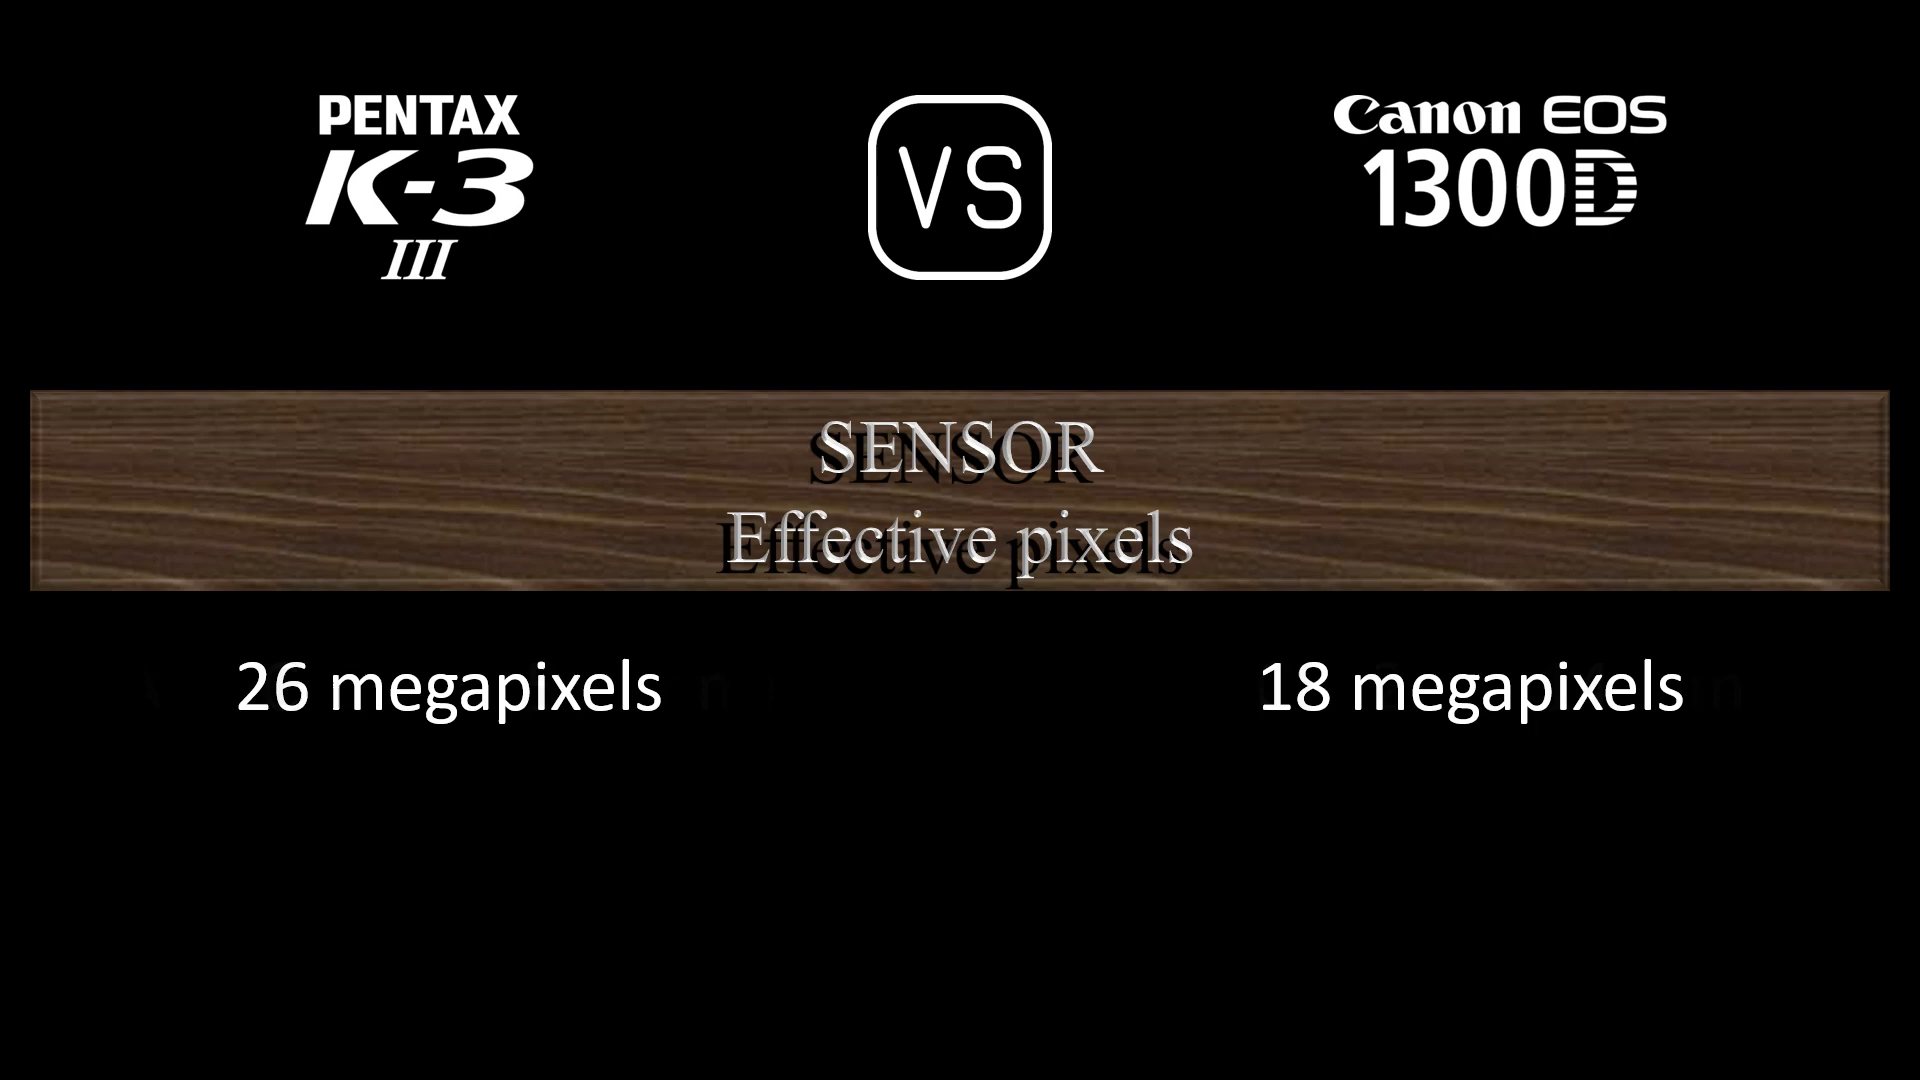 PENTAX
K-3
III
VS
Canon EOS
1300D
SENSOR
Effective pixels
26 megapixels
18 megapixels